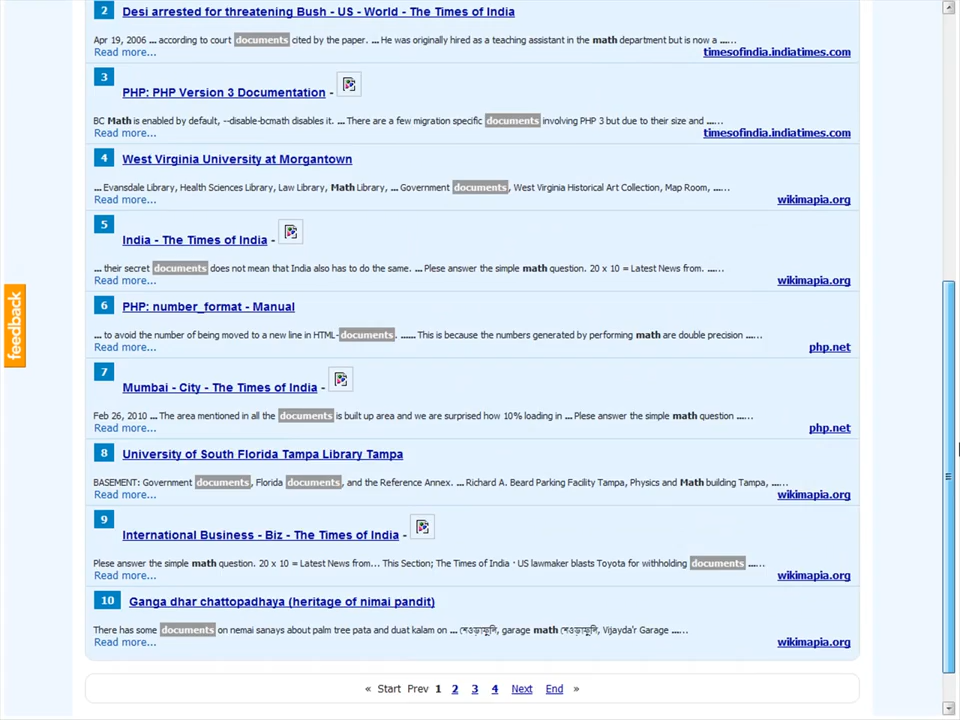 2 Desi arrested for threatening Bush - US - World - The Times of India
Apr 19, 2006 ... according to court documents cited by the paper. ... He was originally hired as a teaching assistant in the math department but is now a ......
Read more... timesofindia.indiatimes.com
3 PHP: PHP Version 3 Documentation -
BC Math is enabled by default, --disable-bcmath disables it. ... There are a few migration specific documents involving PHP 3 but due to their size and ......
Read more... timesofindia.indiatimes.com
4 West Virginia University at Morgantown
... Evansdale Library, Health Sciences Library, Law Library, Math Library, ... Government documents, West Virginia Historical Art Collection, Map Room, ......
Read more... wikimapia.org
5 India - The Times of India -
... their secret documents does not mean that India also has to do the same. ... Plese answer the simple math question. 20 x 10 = Latest News from. ......
Read more... wikimapia.org
6 PHP: number_format - Manual
... to avoid the number of being moved to a new line in HTML-documents. ...... This is because the numbers generated by performing math are double precision ......
Read more... php.net
7 Mumbai - City - The Times of India -
Feb 26, 2010 ... The area mentioned in all the documents is built up area and we are surprised how 10% loading in ... Plese answer the simple math question ......
Read more... php.net
8 University of South Florida Tampa Library Tampa
BASEMENT: Government documents, Florida documents, and the Reference Annex. ... Richard A. Beard Parking Facility Tampa, Physics and Math building Tampa, ......
Read more... wikimapia.org
9 International Business - Biz - The Times of India -
Plese answer the simple math question. 20 x 10 = Latest News from... This Section; The Times of India · US lawmaker blasts Toyota for withholding documents ......
Read more... wikimapia.org
10 Ganga dhar chattopadhaya (heritage of nimai pandit)
There has some documents on nemai sanays about palm tree pata and duat kalam on ... শেওড়াফুলি, garage math শেওড়াফুলি, Vijayda'r Garage ......
Read more... wikimapia.org
« Start Prev 1 2 3 4 Next End »
feedback